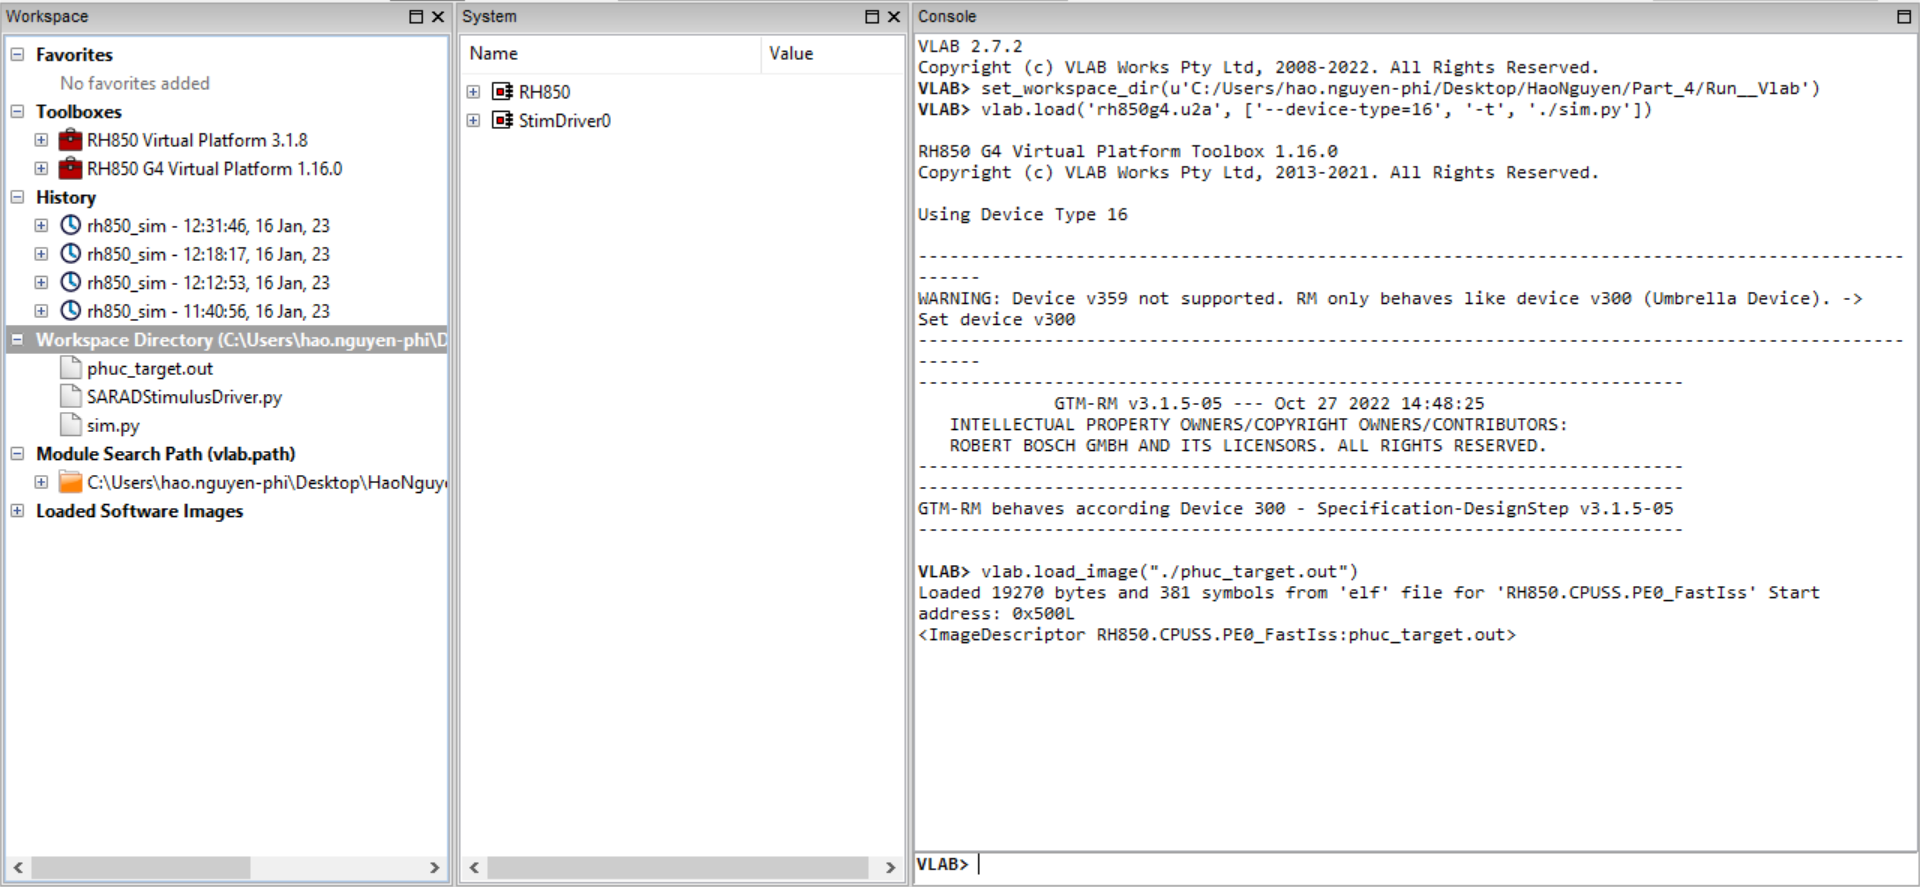 Workspace
Favorites
No favorites added
Toolboxes
RH850 Virtual Platform 3.1.8
RH850 G4 Virtual Platform 1.16.0
History
rh850_sim - 12:31:46, 16 Jan, 23
rh850_sim - 12:18:17, 16 Jan, 23
rh850_sim - 12:12:53, 16 Jan, 23
rh850_sim - 11:40:56, 16 Jan, 23
Workspace Directory (C:\Users\hao.nguyen-phi\D
phuc_target.out
SARADStimulusDriver.py
sim.py
Module Search Path (vlab.path)
C:\Users\hao.nguyen-phi\Desktop\HaoNguye
Loaded Software Images
System
Name Value
RH850
StimDriver0
Console
VLAB 2.7.2
Copyright (c) VLAB Works Pty Ltd, 2008-2022. All Rights Reserved.
VLAB> set_workspace_dir(u'C:/Users/hao.nguyen-phi/Desktop/HaoNguyen/Part_4/Run__Vlab')
VLAB> vlab.load('rh850g4.u2a', ['--device-type=16', '-t', './sim.py'])
RH850 G4 Virtual Platform Toolbox 1.16.0
Copyright (c) VLAB Works Pty Ltd, 2013-2021. All Rights Reserved.
Using Device Type 16
----------------------------------------------------------------------------------------------
------
WARNING: Device v359 not supported. RM only behaves like device v300 (Umbrella Device). ->
Set device v300
----------------------------------------------------------------------------------------------
------
-------------------------------------------------------------------------
GTM-RM v3.1.5-05 --- Oct 27 2022 14:48:25
INTELLECTUAL PROPERTY OWNERS/COPYRIGHT OWNERS/CONTRIBUTORS:
ROBERT BOSCH GMBH AND ITS LICENSORS. ALL RIGHTS RESERVED.
-------------------------------------------------------------------------
-------------------------------------------------------------------------
GTM-RM behaves according Device 300 - Specification-DesignStep v3.1.5-05
-------------------------------------------------------------------------
VLAB> vlab.load_image("./phuc_target.out")
Loaded 19270 bytes and 381 symbols from 'elf' file for 'RH850.CPUSS.PE0_FastIss' Start
address: 0x500L
<ImageDescriptor RH850.CPUSS.PE0_FastIss:phuc_target.out>
VLAB>